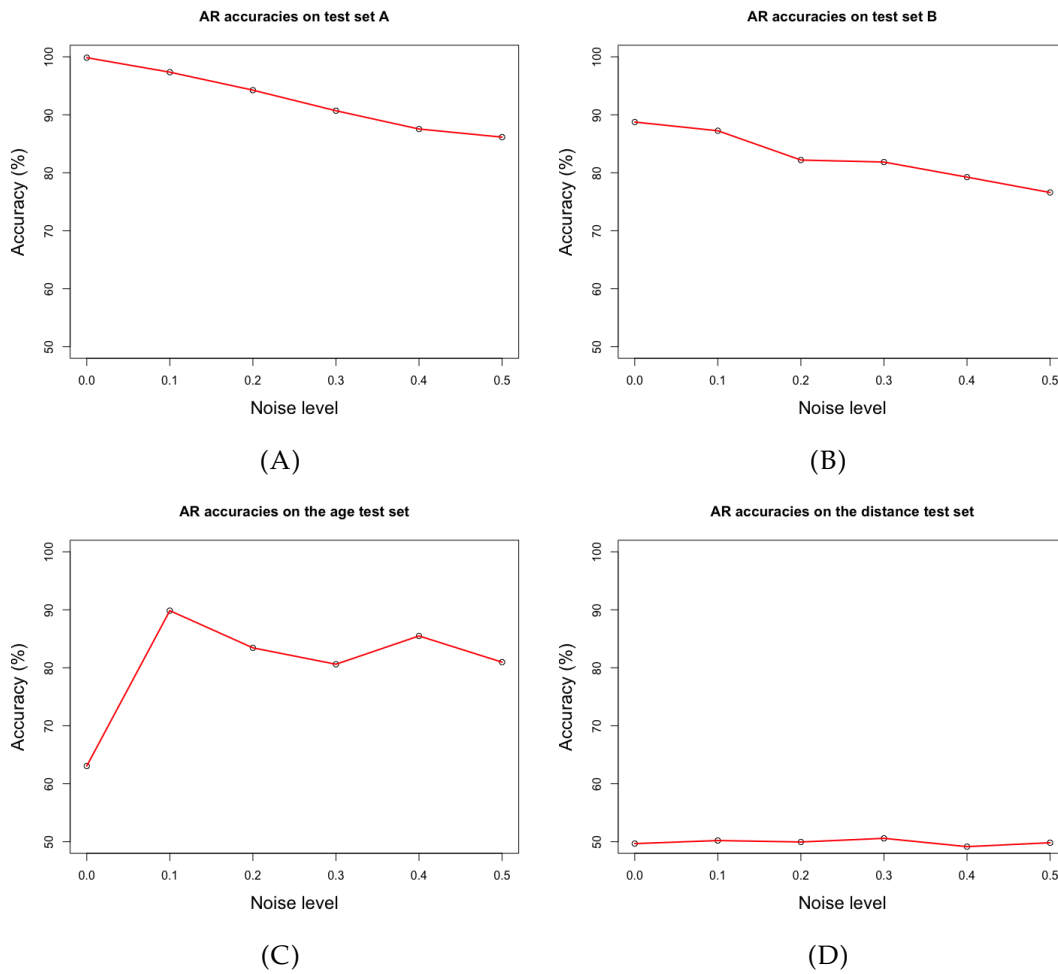 AR accuracies on test set A
100
90
80
70
60
50
Accuracy (%)
0.0 0.1 0.2 0.3 0.4 0.5
Noise level
(A)
AR accuracies on test set B
100
90
80
70
60
50
Accuracy (%)
0.0 0.1 0.2 0.3 0.4 0.5
Noise level
(B)
AR accuracies on the age test set
100
90
80
70
60
50
Accuracy (%)
0.0 0.1 0.2 0.3 0.4 0.5
Noise level
(C)
AR accuracies on the distance test set
100
90
80
70
60
50
Accuracy (%)
0.0 0.1 0.2 0.3 0.4 0.5
Noise level
(D)